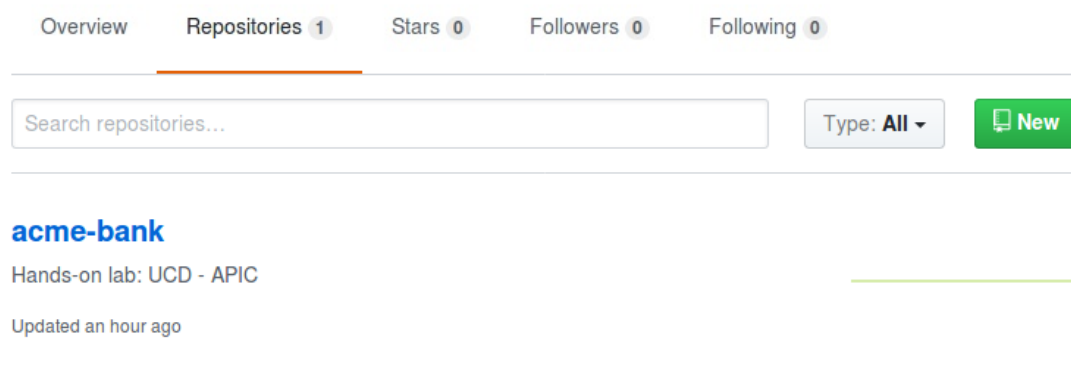 Overview Repositories 1 Stars 0 Followers 0 Following 0
Search repositories… Type: All New
acme-bank
Hands-on lab: UCD - APIC
Updated an hour ago